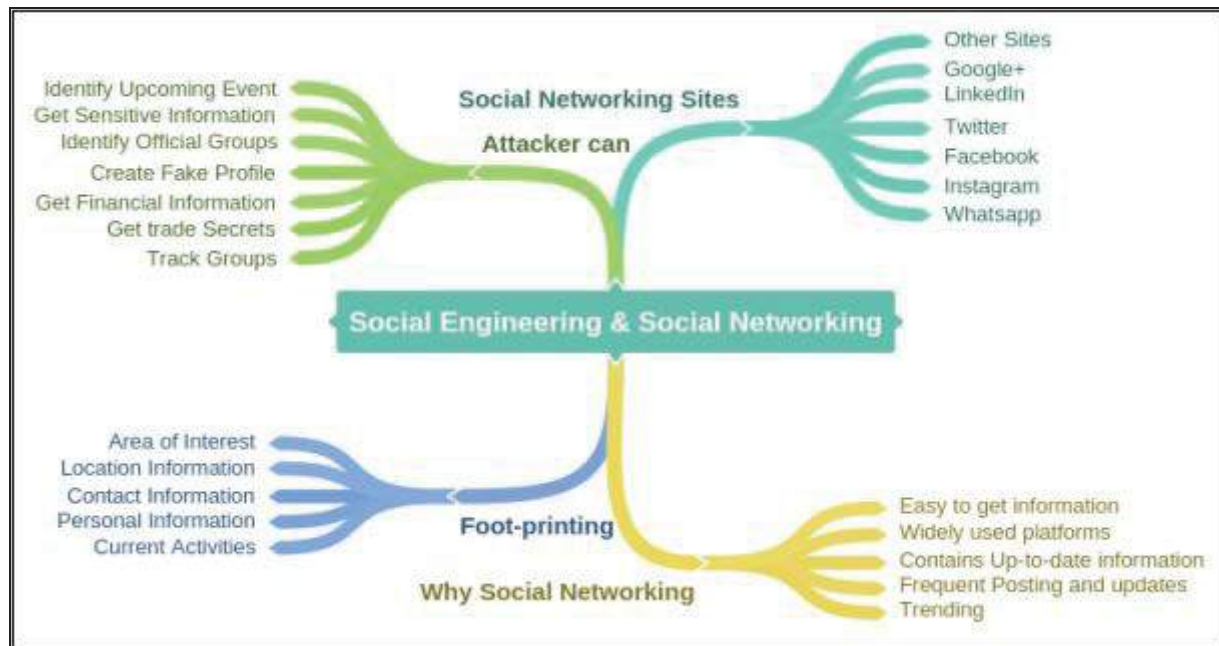 Social Networking Sites
Other Sites
Google+
LinkedIn
Twitter
Facebook
Instagram
Whatsapp
Attacker can
Identify Upcoming Event
Get Sensitive Information
Identify Official Groups
Create Fake Profile
Get Financial Information
Get trade Secrets
Track Groups
Social Engineering & Social Networking
Foot-printing
Area of Interest
Location Information
Contact Information
Personal Information
Current Activities
Why Social Networking
Easy to get information
Widely used platforms
Contains Up-to-date information
Frequent Posting and updates
Trending